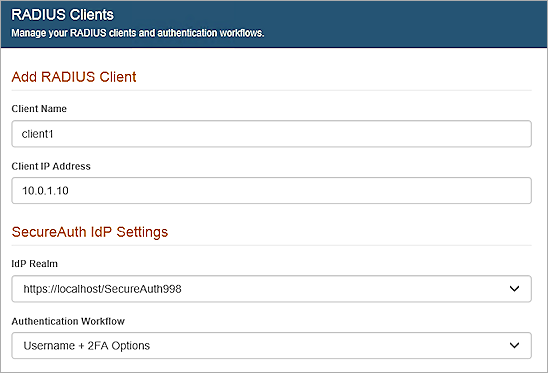 RADIUS Clients
Manage your RADIUS clients and authentication workflows.
Add RADIUS Client
Client Name
client1
Client IP Address
10.0.1.10
SecureAuth IdP Settings
IdP Realm
https://localhost/SecureAuth998
Authentication Workflow
Username + 2FA Options